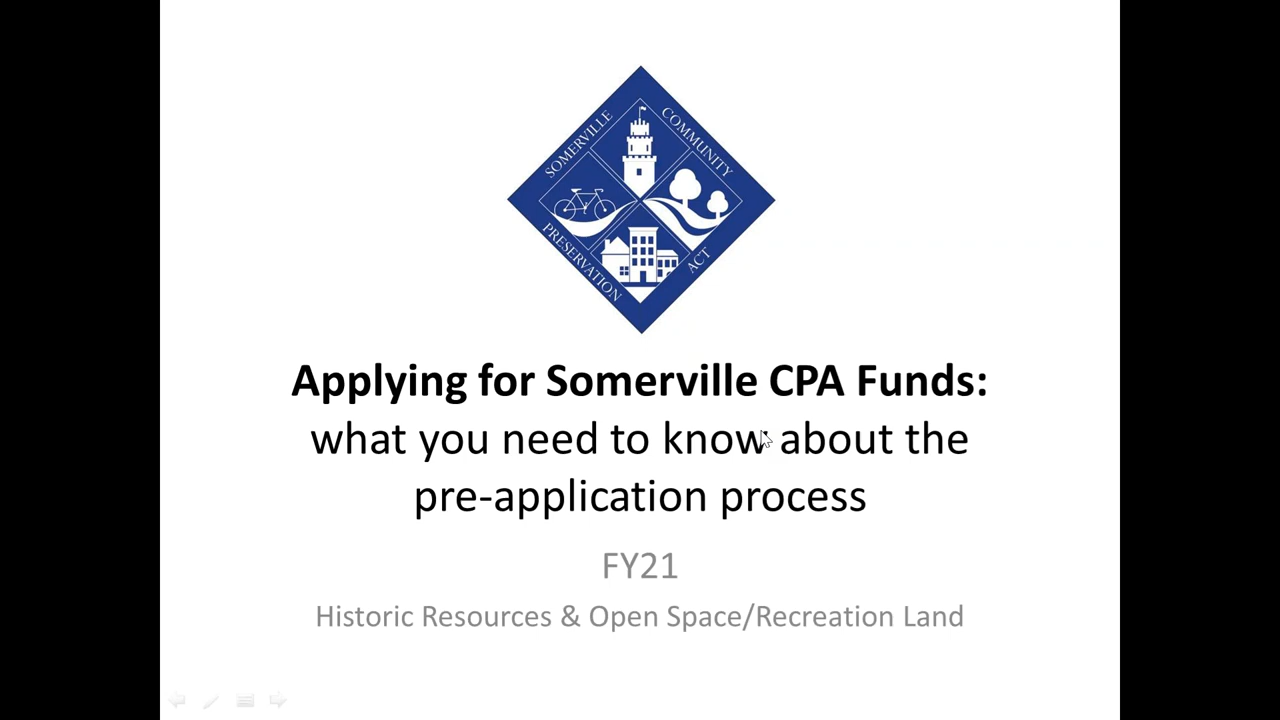 SOMERVILLE COMMUNITY
PRESERVATION ACT
Applying for Somerville CPA Funds:
what you need to know about the
pre-application process
FY21
Historic Resources & Open Space/Recreation Land